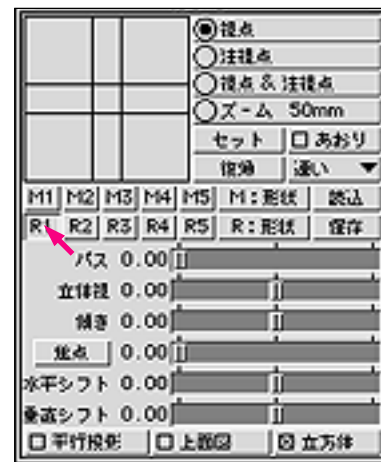 視点
注視点
視点 & 注視点
ズーム 50mm
セット あおり
復帰 速い
M1 M2 M3 M4 M5 M:形状 読込
R1 R2 R3 R4 R5 R:形状 保存
パス 0.00
立体視 0.00
傾き 0.00
焦点 0.00
水平シフト 0.00
垂直シフト 0.00
平行投影 上面図 立方体